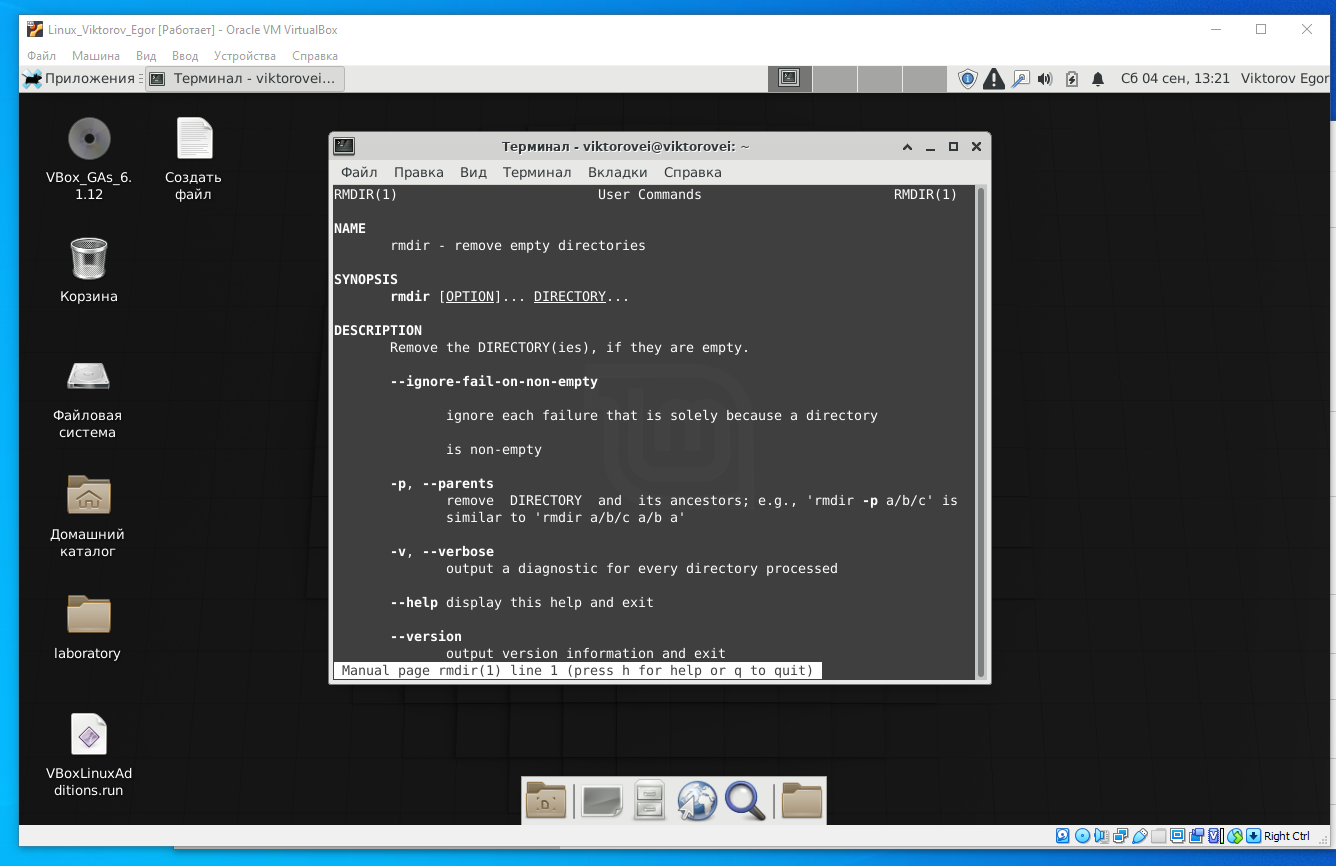 Linux_Viktorov_Egor [Работает] - Oracle VM VirtualBox
Файл Машина Вид Ввод Устройства Справка
Приложения Терминал - viktorovei... Сб 04 сен, 13:21 Viktorov Egor
VBox_GAs_6.
1.12
Создать
файл
Корзина
Файловая
система
Домашний
каталог
laboratory
VBoxLinuxAd
ditions.run
Терминал - viktorovei@viktorovei: ~
Файл Правка Вид Терминал Вкладки Справка
RMDIR(1) User Commands RMDIR(1)
NAME
rmdir - remove empty directories
SYNOPSIS
rmdir [OPTION]... DIRECTORY...
DESCRIPTION
Remove the DIRECTORY(ies), if they are empty.
--ignore-fail-on-non-empty
ignore each failure that is solely because a directory
is non-empty
-p, --parents
remove DIRECTORY and its ancestors; e.g., 'rmdir -p a/b/c' is
similar to 'rmdir a/b/c a/b a'
-v, --verbose
output a diagnostic for every directory processed
--help display this help and exit
--version
output version information and exit
Manual page rmdir(1) line 1 (press h for help or q to quit)
Right Ctrl